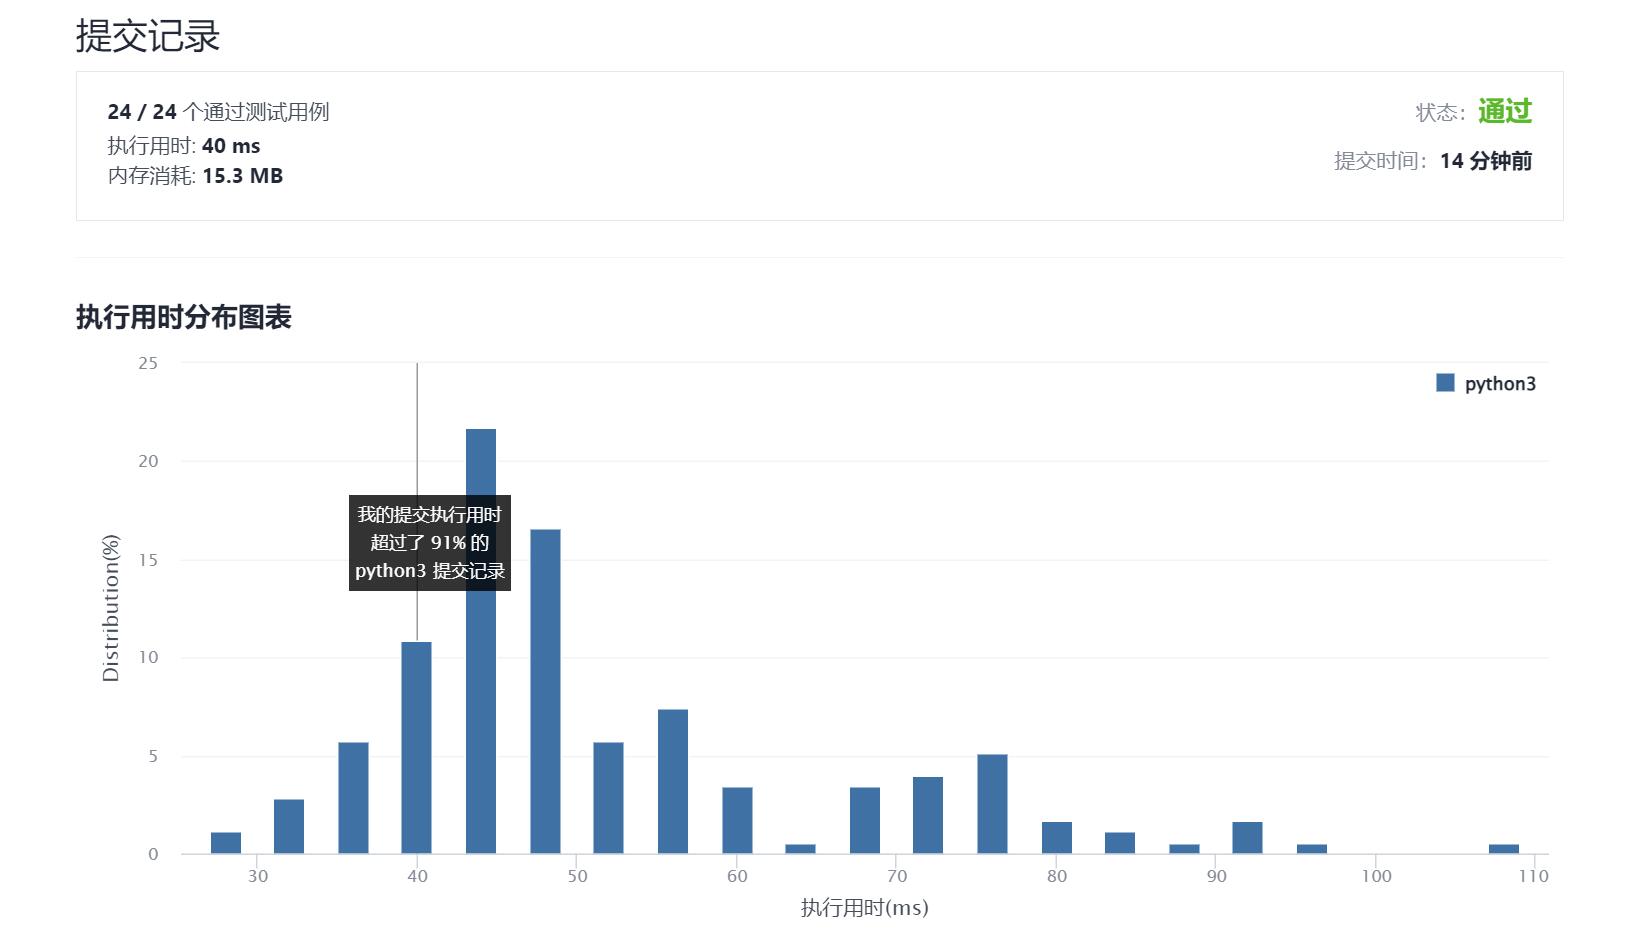 提交记录
24 / 24 个通过测试用例
状态：通过
执行用时: 40 ms
提交时间：14 分钟前
内存消耗: 15.3 MB
执行用时分布图表
25
python3
20
我的提交执行用时
超过了 91% 的
python3 提交记录
15
Distribution(%)
10
5
0
30
40
50
60
70
80
90
100
110
执行用时(ms)